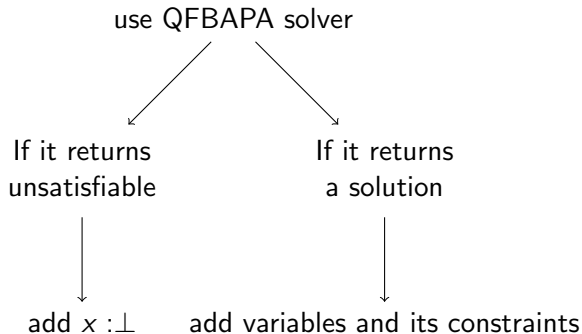 use QFBAPA solver
If it returns
unsatisfiable
If it returns
a solution
add x :⊥
add variables and its constraints